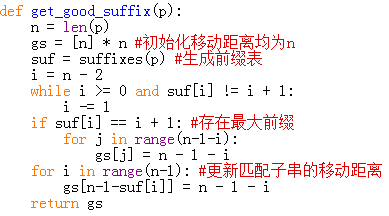 def get_good_suffix(p):
    n = len(p)
    gs = [n] * n #初始化移动距离均为n
    suf = suffixes(p) #生成前缀表
    i = n - 2
    while i >= 0 and suf[i] != i + 1:
        i -= 1
    if suf[i] == i + 1: #存在最大前缀
        for j in range(n-1-i):
            gs[j] = n - 1 - i
    for i in range(n-1): #更新匹配子串的移动距离
        gs[n-1-suf[i]] = n - 1 - i
    return gs